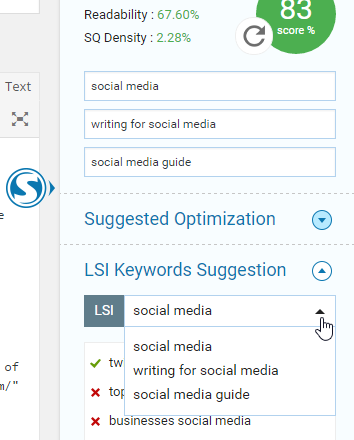 83
Readability : 67.60%
score %
SQ Density : 2.28%
Text
social media
writing for social media
social media guide
Suggested Optimization
LSI Keywords Suggestion
LSI
social media
social media
tw
writing for social media
of
top
social media guide
m/"
businesses social media